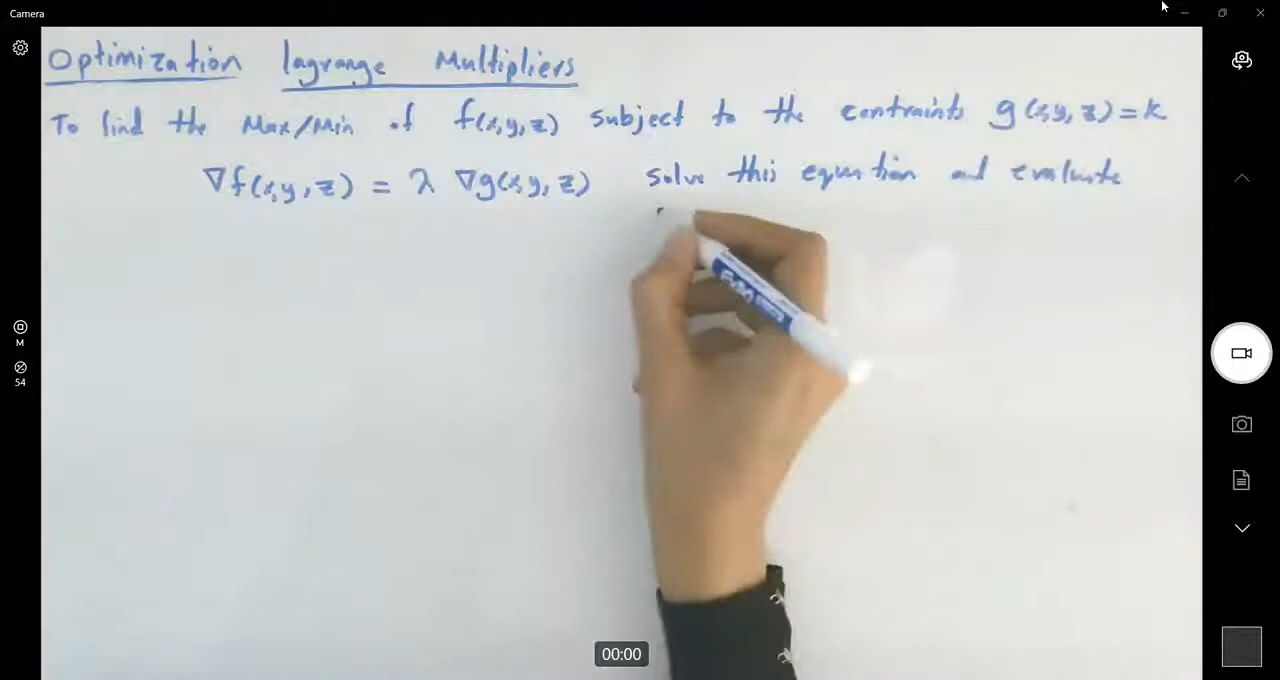 Camera
Optimization lagrange Multipliers
To find the Max/Min of f(x,y,z) subject to the contraints g(x,y,z)=k
∇f(x,y,z) = λ ∇g(x,y,z) solve this equation and evaluate
EXPO
M
54
00:00